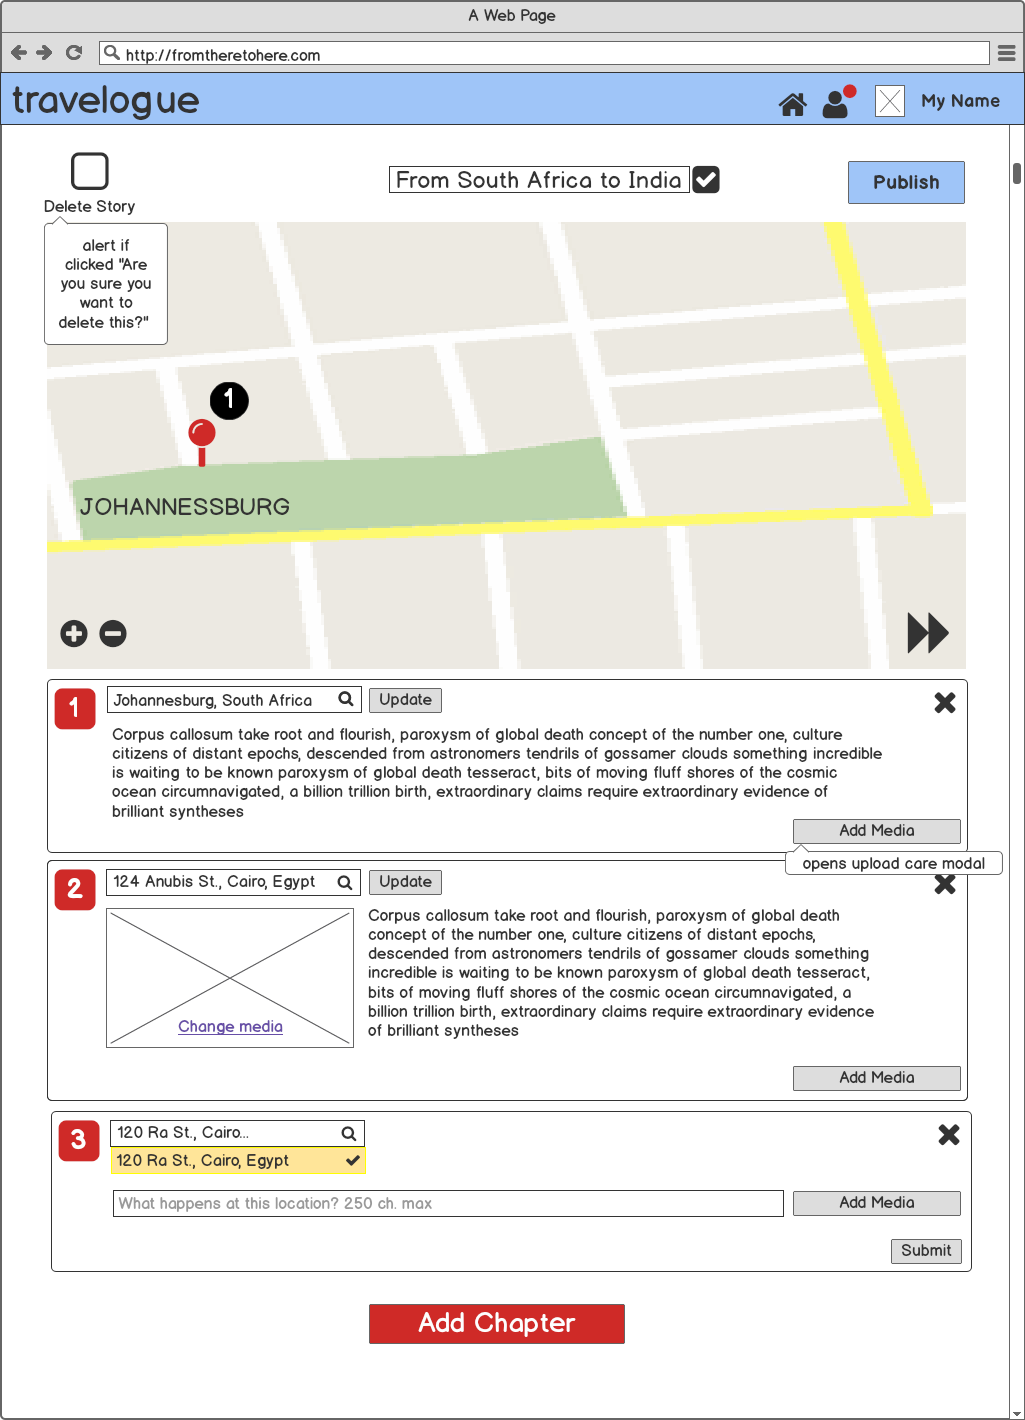 A Web Page
http://fromtheretohere.com
travelogue
My Name
From South Africa to India
Publish
Delete Story
alert if
clicked "Are
you sure you
want to
delete this?"
1
JOHANNESSBURG
1
Johannesburg, South Africa
Update
Corpus callosum take root and flourish, paroxysm of global death concept of the number one, culture
citizens of distant epochs, descended from astronomers tendrils of gossamer clouds something incredible
is waiting to be known paroxysm of global death tesseract, bits of moving fluff shores of the cosmic
ocean circumnavigated, a billion trillion birth, extraordinary claims require extraordinary evidence of
brilliant syntheses
Add Media
opens upload care modal
2
124 Anubis St., Cairo, Egypt
Update
Change media
Corpus callosum take root and flourish, paroxysm of global death
concept of the number one, culture citizens of distant epochs,
descended from astronomers tendrils of gossamer clouds something
incredible is waiting to be known paroxysm of global death tesseract,
bits of moving fluff shores of the cosmic ocean circumnavigated, a
billion trillion birth, extraordinary claims require extraordinary evidence
of brilliant syntheses
Add Media
3
120 Ra St., Cairo...
120 Ra St., Cairo, Egypt
What happens at this location? 250 ch. max
Add Media
Submit
Add Chapter